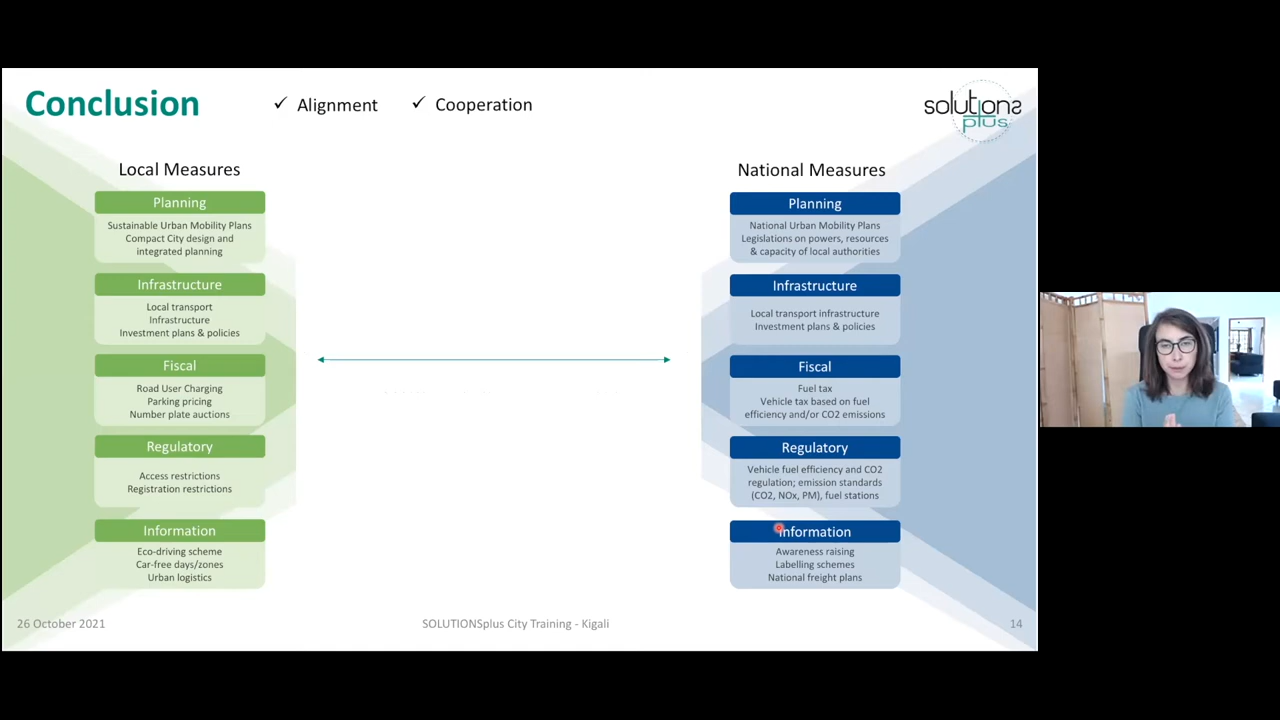 Conclusion
✓ Alignment
✓ Cooperation
solutions
plus
Local Measures
Planning
Sustainable Urban Mobility Plans
Compact City design and
integrated planning
Infrastructure
Local transport
Infrastructure
Investment plans & policies
Fiscal
Road User Charging
Parking pricing
Number plate auctions
Regulatory
Access restrictions
Registration restrictions
Information
Eco-driving scheme
Car-free days/zones
Urban logistics
National Measures
Planning
National Urban Mobility Plans
Legislations on powers, resources
& capacity of local authorities
Infrastructure
Local transport infrastructure
Investment plans & policies
Fiscal
Fuel tax
Vehicle tax based on fuel
efficiency and/or CO2 emissions
Regulatory
Vehicle fuel efficiency and CO2
regulation; emission standards
(CO2, NOx, PM), fuel stations
Information
Awareness raising
Labelling schemes
National freight plans
26 October 2021
SOLUTIONSplus City Training - Kigali
14